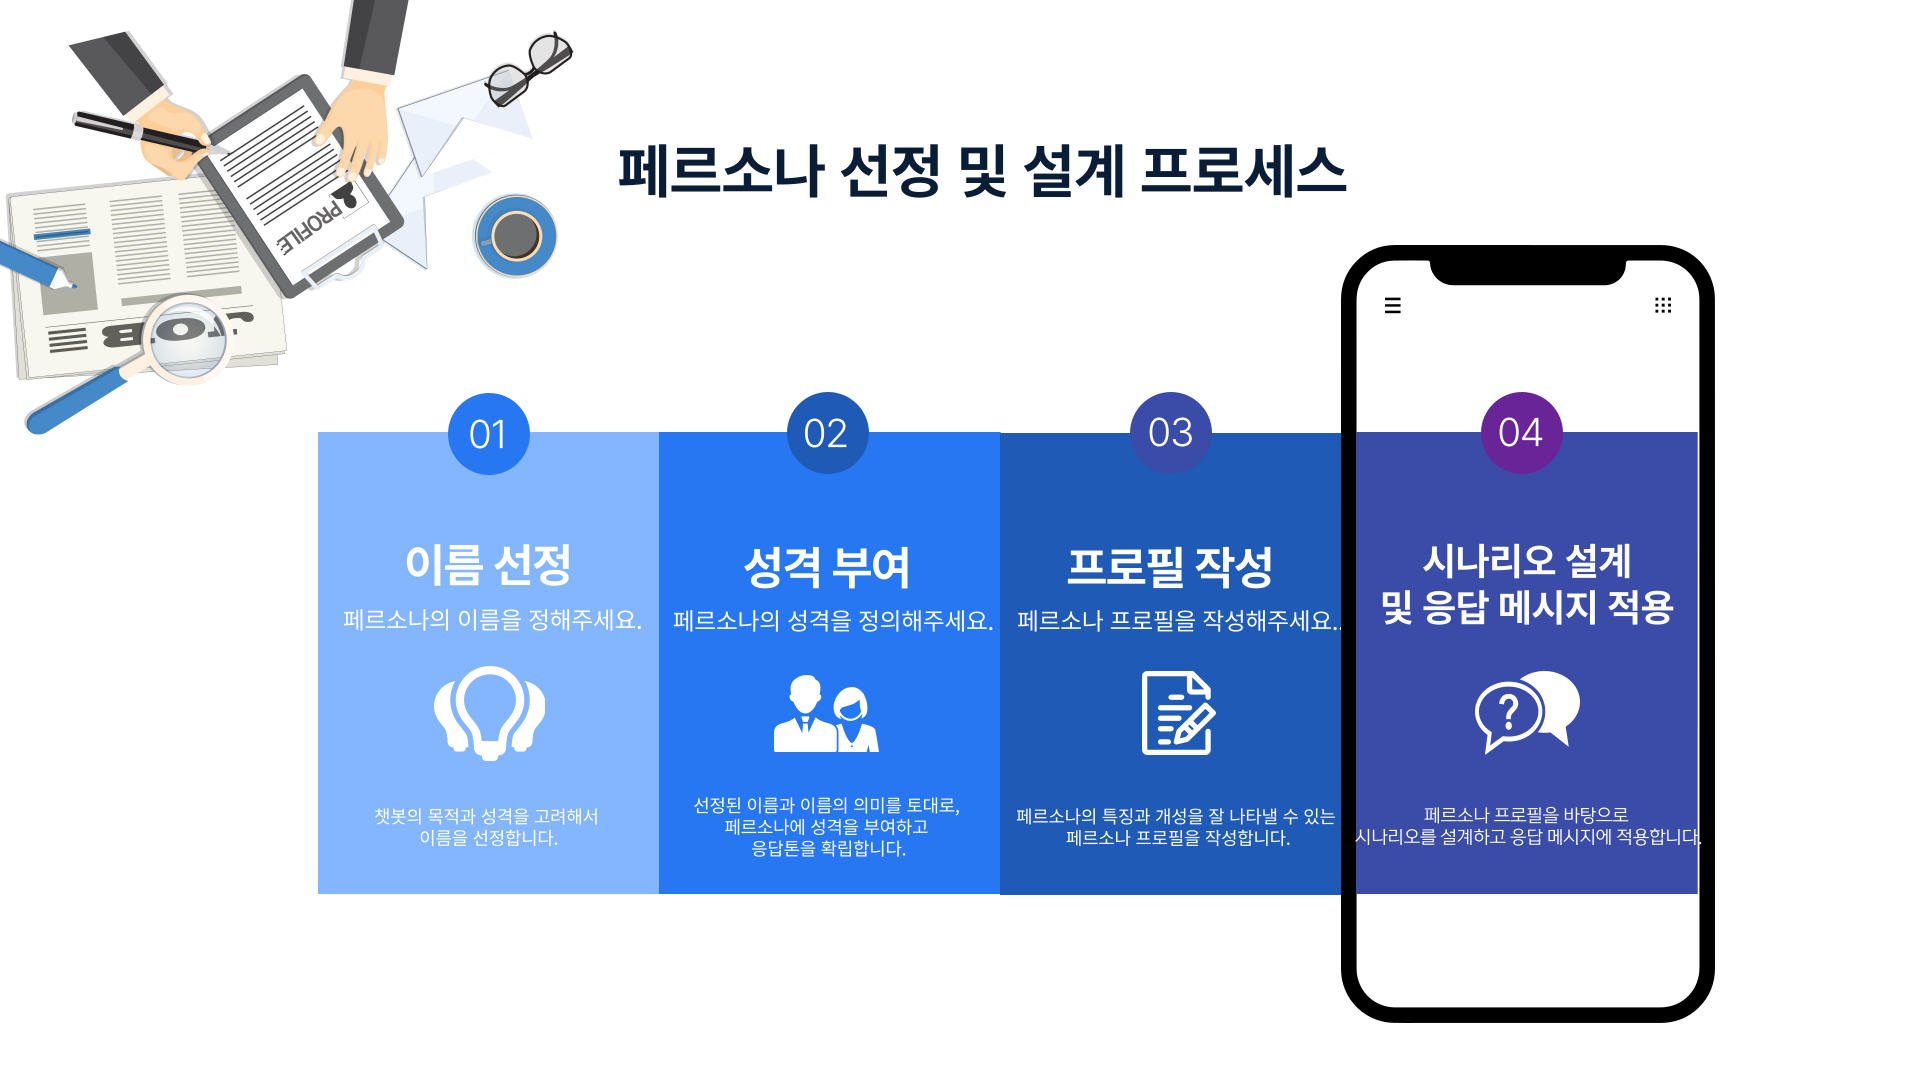 페르소나 선정 및 설계 프로세스
PROFILE
JOB
01
이름 선정
페르소나의 이름을 정해주세요.
챗봇의 목적과 성격을 고려해서
이름을 선정합니다.
02
성격 부여
페르소나의 성격을 정의해주세요.
선정된 이름과 이름의 의미를 토대로,
페르소나에 성격을 부여하고
응답톤을 확립합니다.
03
프로필 작성
페르소나 프로필을 작성해주세요..
페르소나의 특징과 개성을 잘 나타낼 수 있는
페르소나 프로필을 작성합니다.
04
시나리오 설계
및 응답 메시지 적용
?
페르소나 프로필을 바탕으로
시나리오를 설계하고 응답 메시지에 적용합니다.